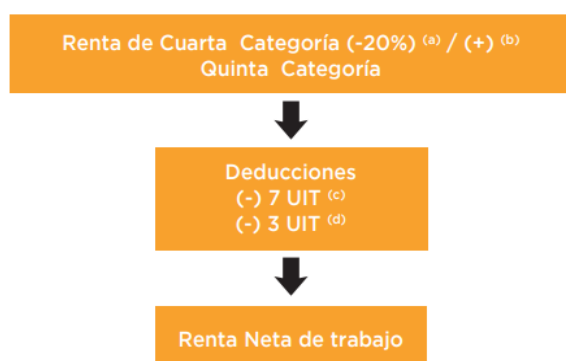 Renta de Cuarta Categoría (-20%) (a) / (+) (b)
Quinta Categoría
Deducciones
(-) 7 UIT (c)
(-) 3 UIT (d)
Renta Neta de trabajo